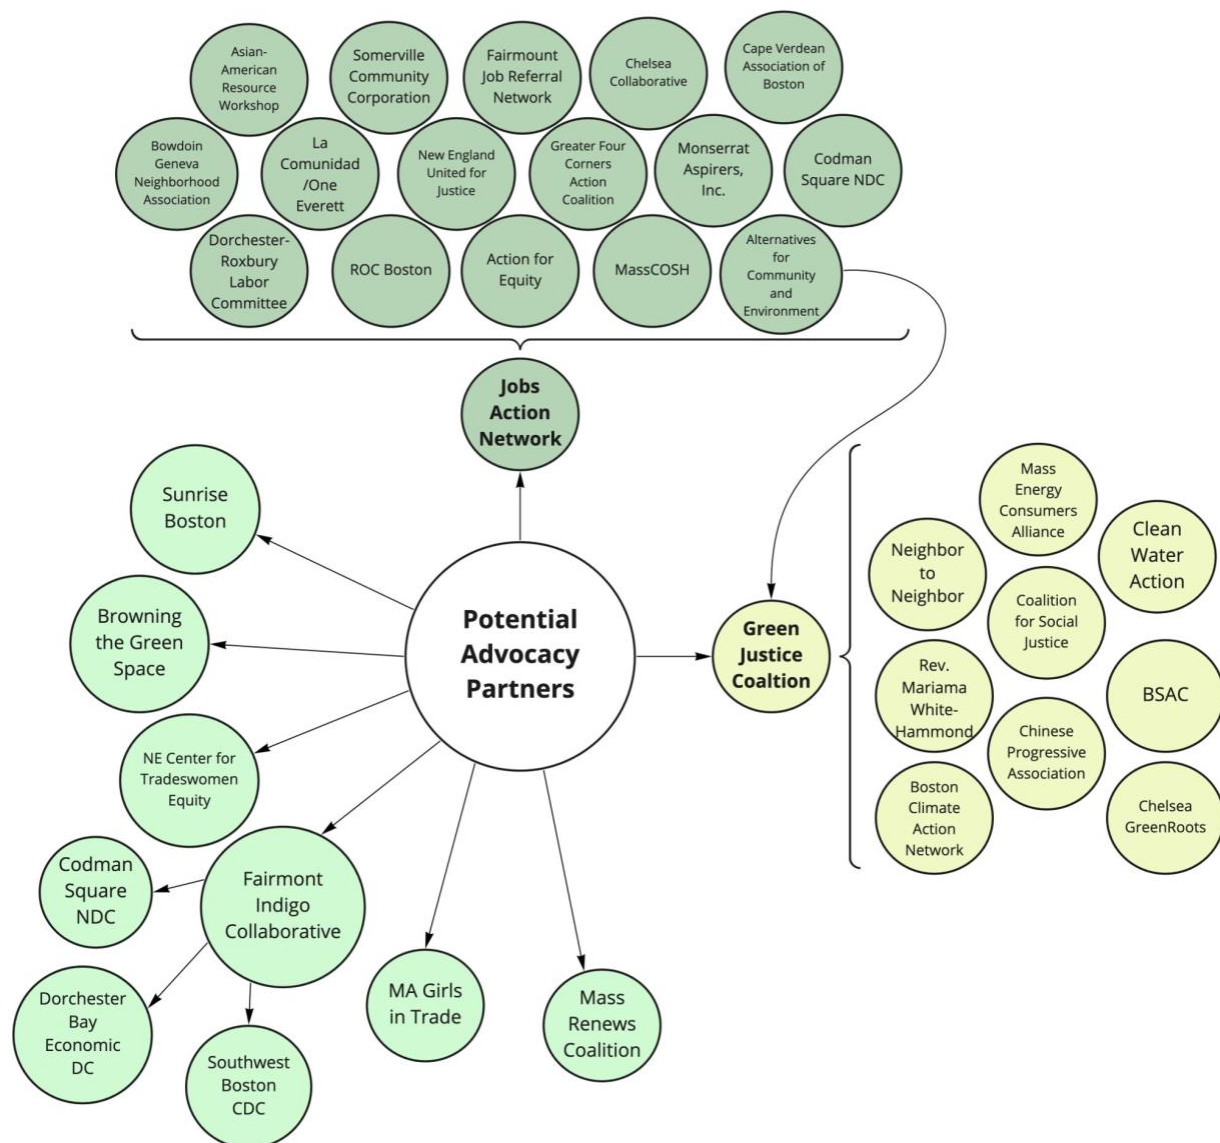 Asian-
American
Resource
Workshop
Somerville
Community
Corporation
Fairmount
Job Referral
Network
Chelsea
Collaborative
Cape Verdean
Association of
Boston
Bowdoin
Geneva
Neighborhood
Association
La
Comunidad
/One
Everett
New England
United for
Justice
Greater Four
Corners
Action
Coalition
Monserrat
Aspirers,
Inc.
Codman
Square NDC
Dorchester-
Roxbury
Labor
Committee
ROC Boston
Action for
Equity
MassCOSH
Alternatives
for
Community
and
Environment
Jobs
Action
Network
Sunrise
Boston
Browning
the Green
Space
NE Center for
Tradeswomen
Equity
Potential
Advocacy
Partners
Green
Justice
Coaltion
Mass
Energy
Consumers
Alliance
Clean
Water
Action
Neighbor
to
Neighbor
Coalition
for Social
Justice
Rev.
Mariama
White-
Hammond
BSAC
Chinese
Progressive
Association
Boston
Climate
Action
Network
Chelsea
GreenRoots
Fairmont
Indigo
Collaborative
Codman
Square
NDC
Dorchester
Bay
Economic
DC
Southwest
Boston
CDC
MA Girls
in Trade
Mass
Renews
Coalition